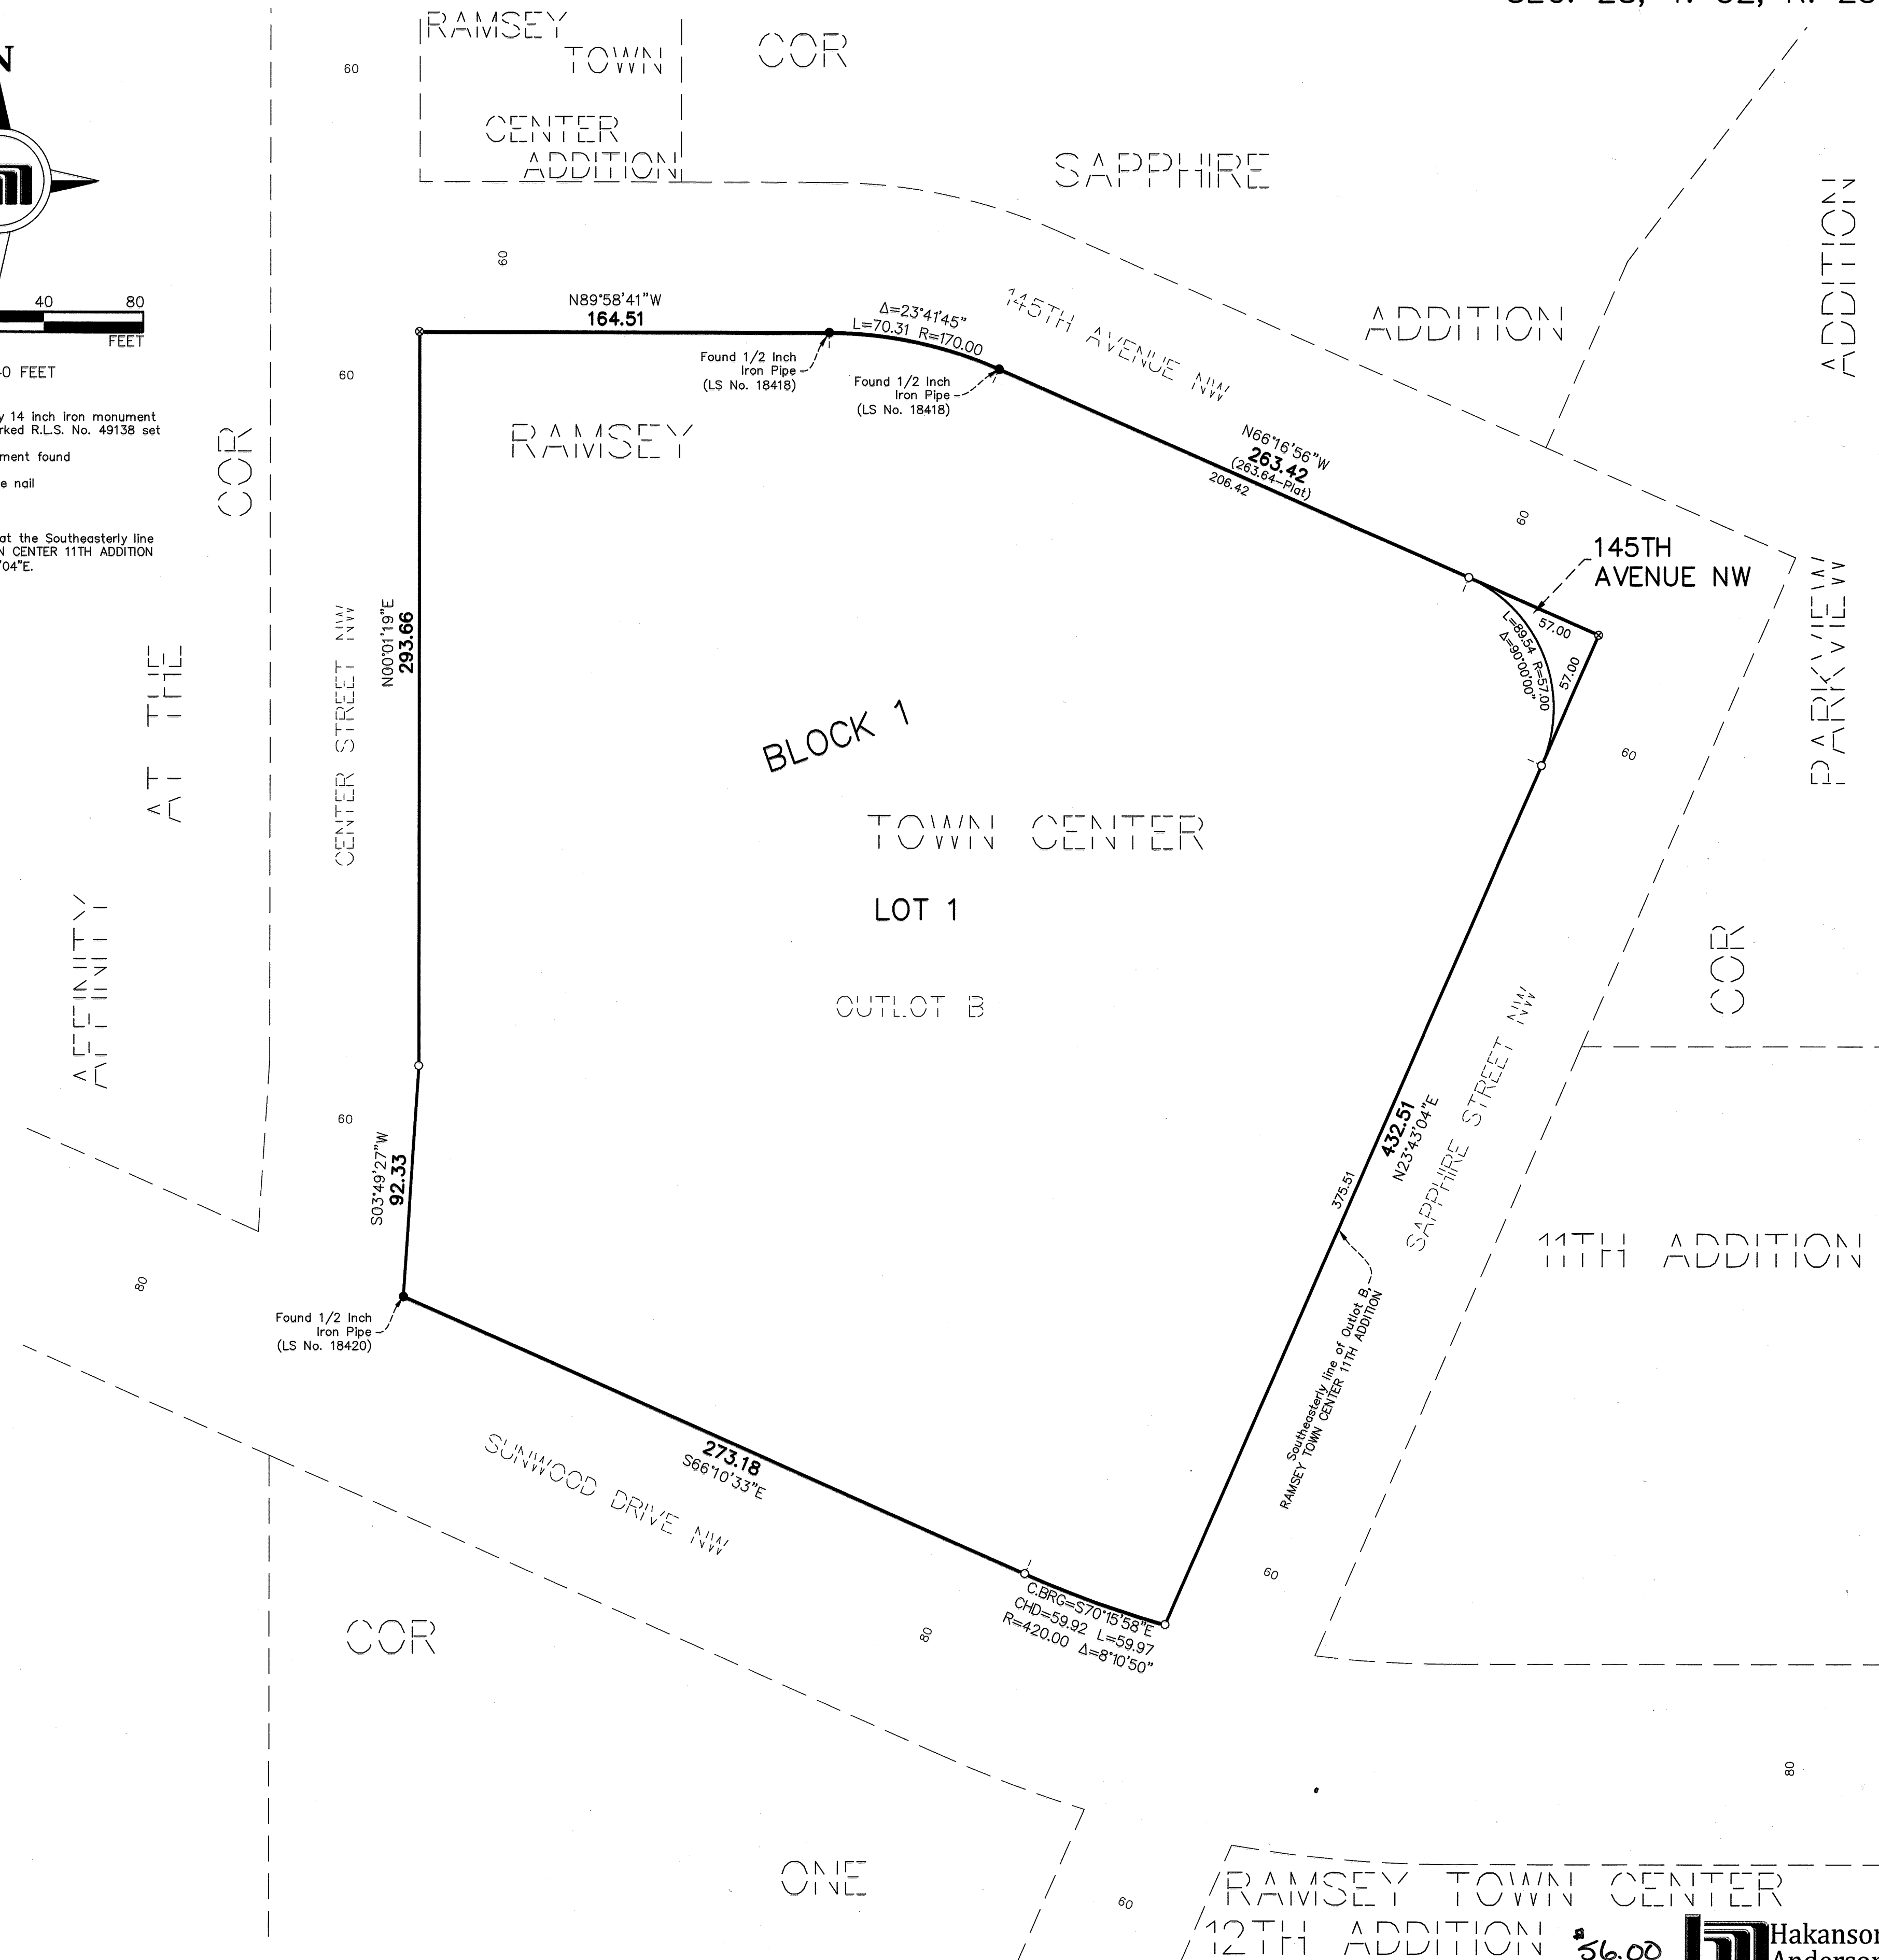 RAMSEY
TOWN
CENTER
ADDITION
COR
SAPPHIRE
ADDITION
ADDITION
PARKVIEW
COR
11TH ADDITION
N
40 80
FEET
FEET
14 inch iron monument
R.L.S. No. 49138 set
found
nail
at the Southeasterly line
CENTER 11TH ADDITION
04"E.
60
60
60
60
COR
AT THE
AFFINITY
AFFINITY
CENTER STREET NW
N89°58'41"W
164.51
Δ=23°41'45"
L=70.31 R=170.00
Found 1/2 Inch
Iron Pipe
(LS No. 18418)
Found 1/2 Inch
Iron Pipe
(LS No. 18418)
145TH AVENUE NW
N66°16'56"W
263.42
(263.64-Plat)
206.42
60
145TH
AVENUE NW
57.00
57.00
L=89.54 R=57.00
Δ=90°00'00"
60
RAMSEY
N00°01'19"E
293.66
BLOCK 1
TOWN CENTER
LOT 1
OUTLOT B
60
S03°49'27"W
92.33
80
Found 1/2 Inch
Iron Pipe
(LS No. 18420)
432.51
N23°43'04"E
375.51
SAPPHIRE STREET NW
Southeasterly line of Outlot B,
RAMSEY TOWN CENTER 11TH ADDITION
273.18
S66°10'33"E
SUNWOOD DRIVE NW
C.BRG=S70°15'58"E
CHD=59.92 L=59.97
R=420.00 Δ=8°10'50"
60
80
COR
80
ONE
60
RAMSEY TOWN CENTER
12TH ADDITION
$56.00
Hakanson
Anderson